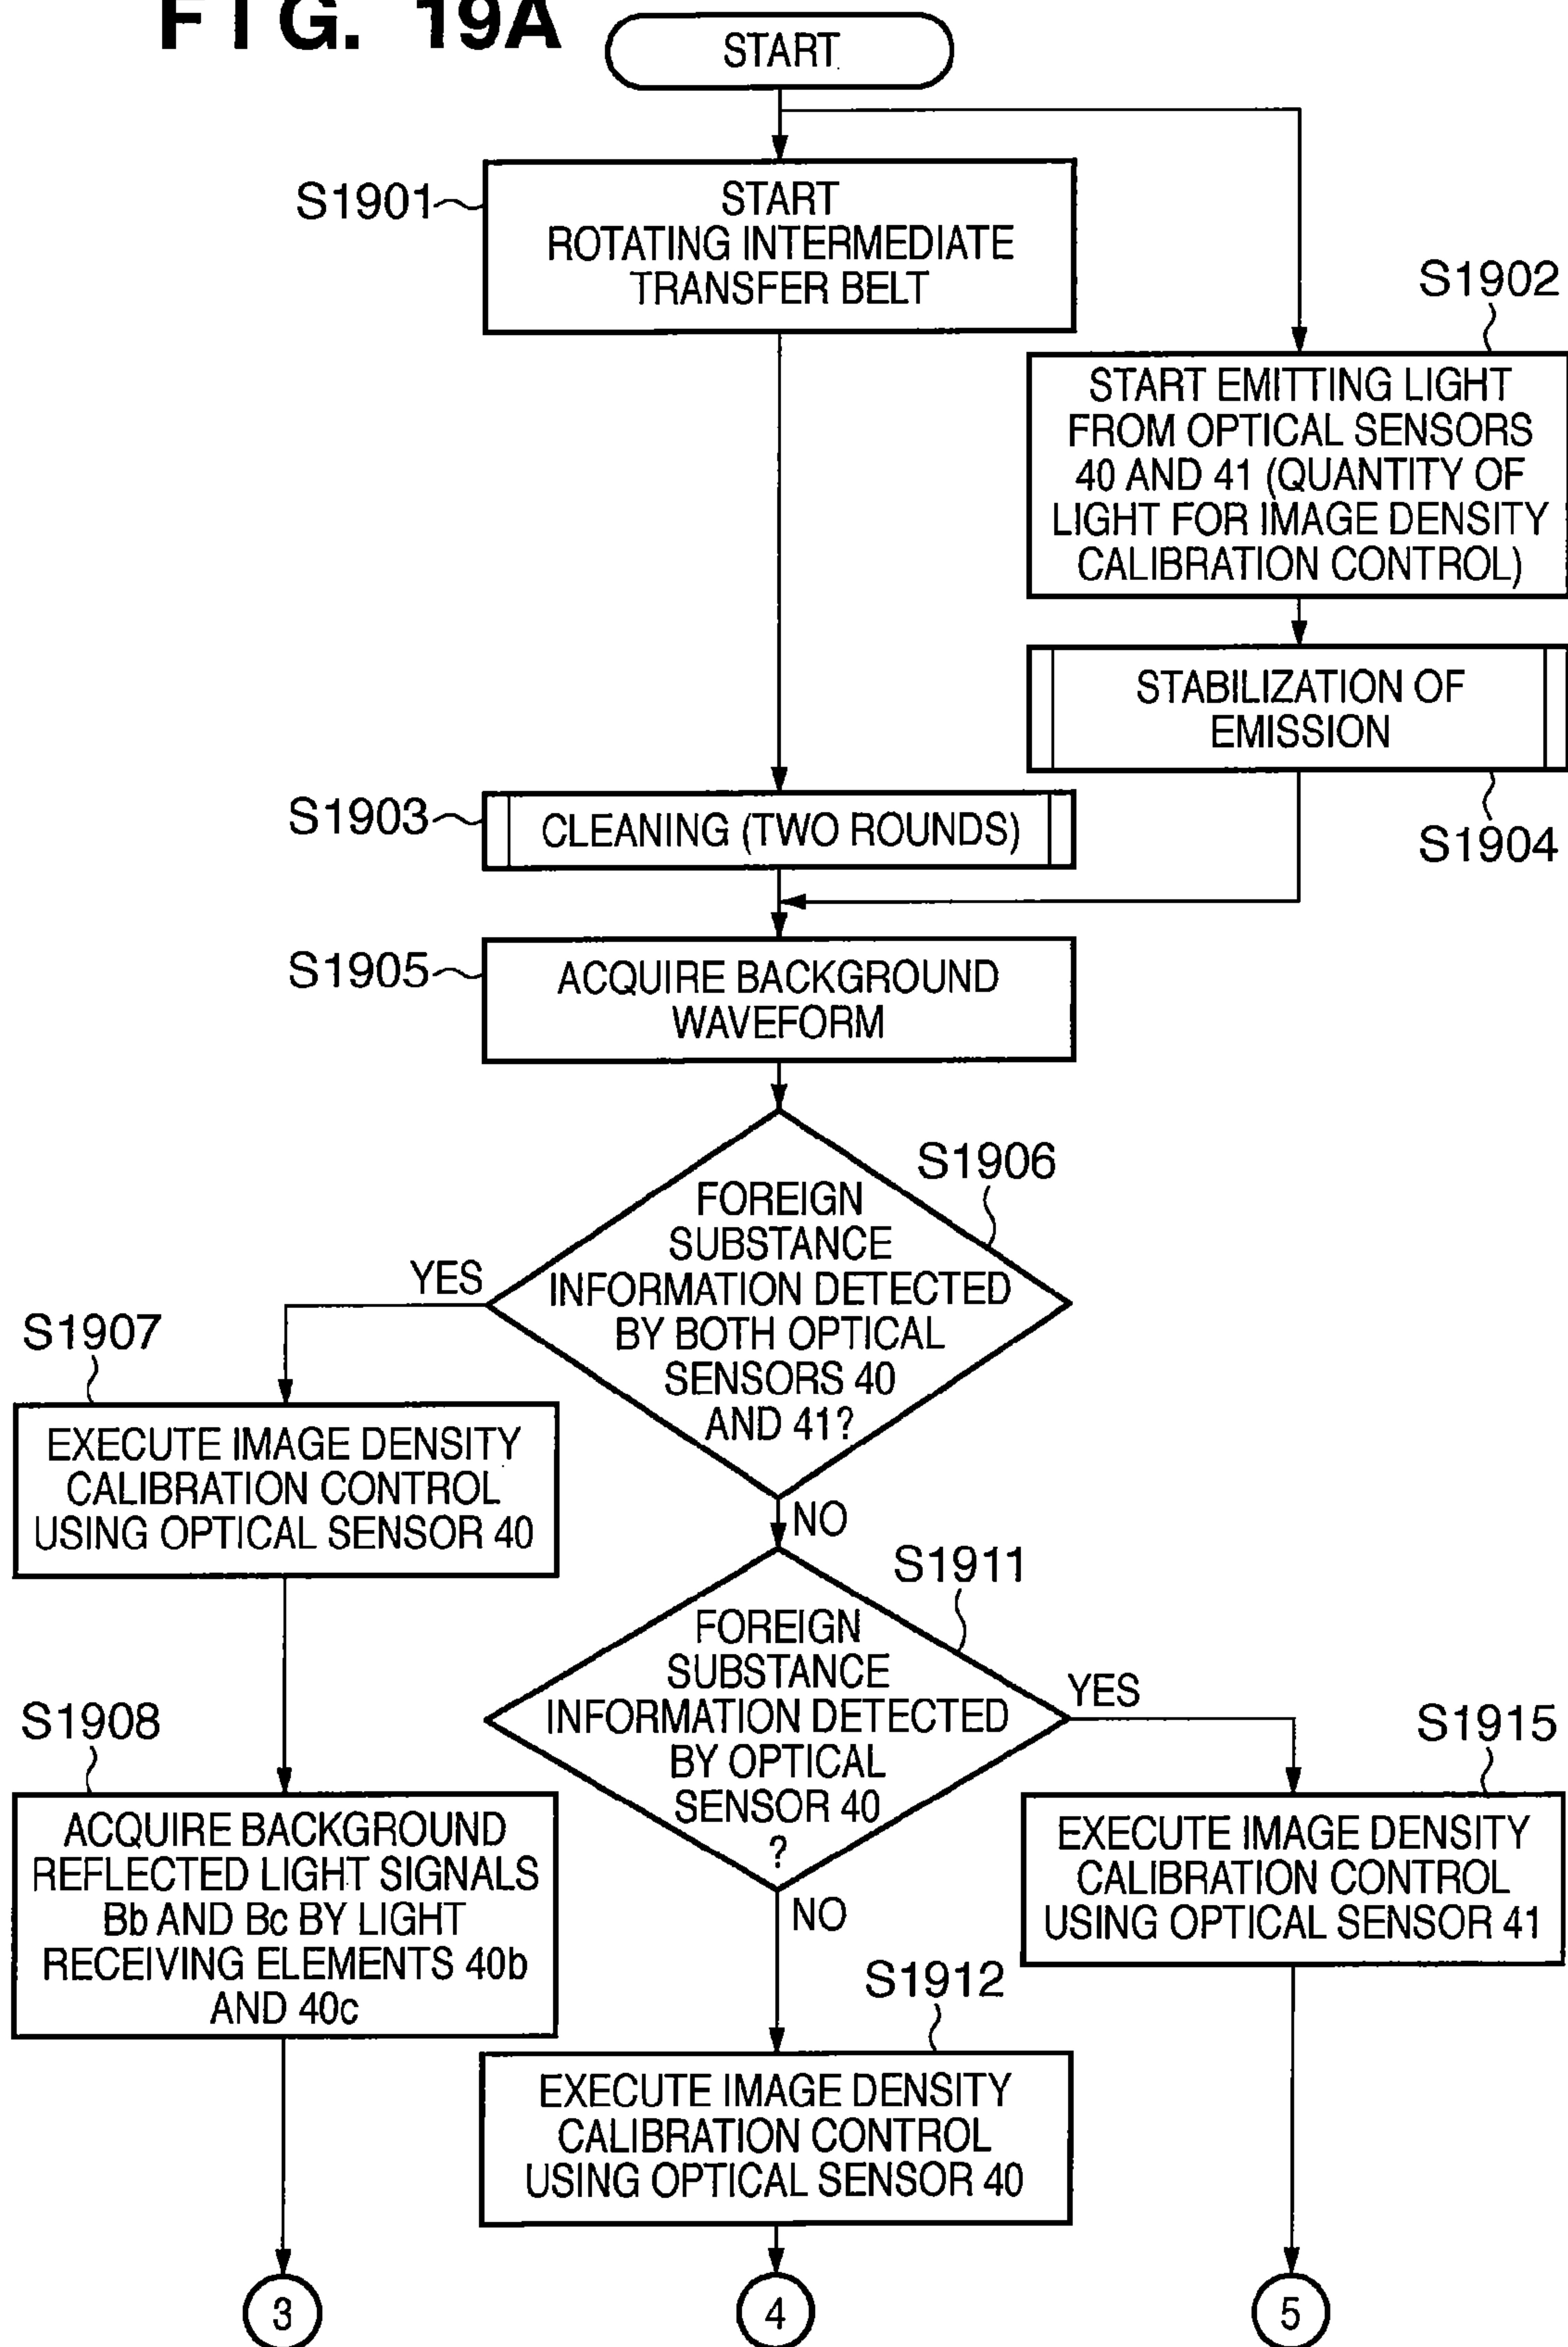 FIG. 19A
START
S1901
START
ROTATING INTERMEDIATE
TRANSFER BELT
S1902
START EMITTING LIGHT
FROM OPTICAL SENSORS
40 AND 41 (QUANTITY OF
LIGHT FOR IMAGE DENSITY
CALIBRATION CONTROL)
STABILIZATION OF
EMISSION
S1904
S1903
CLEANING (TWO ROUNDS)
S1905
ACQUIRE BACKGROUND
WAVEFORM
S1906
FOREIGN
SUBSTANCE
INFORMATION DETECTED
BY BOTH OPTICAL
SENSORS 40
AND 41?
YES
NO
S1907
EXECUTE IMAGE DENSITY
CALIBRATION CONTROL
USING OPTICAL SENSOR 40
S1908
ACQUIRE BACKGROUND
REFLECTED LIGHT SIGNALS
Bb AND Bc BY LIGHT
RECEIVING ELEMENTS 40b
AND 40c
S1911
FOREIGN
SUBSTANCE
INFORMATION DETECTED
BY OPTICAL
SENSOR 40
?
YES
NO
S1915
EXECUTE IMAGE DENSITY
CALIBRATION CONTROL
USING OPTICAL SENSOR 41
S1912
EXECUTE IMAGE DENSITY
CALIBRATION CONTROL
USING OPTICAL SENSOR 40
3
4
5